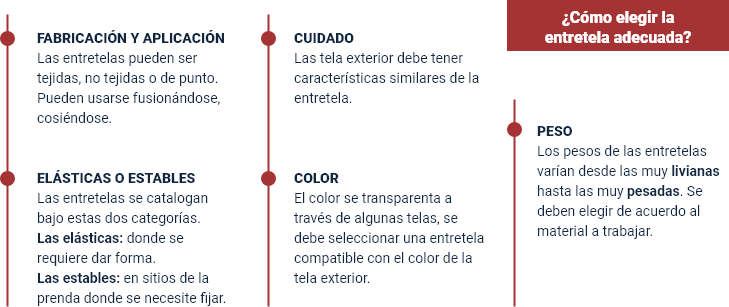 FABRICACIÓN Y APLICACIÓN
Las entretelas pueden ser
tejidas, no tejidas o de punto.
Pueden usarse fusionándose,
cosiéndose.
ELÁSTICAS O ESTABLES
Las entretelas se catalogan
bajo estas dos categorías.
Las elásticas: donde se
requiere dar forma.
Las estables: en sitios de la
prenda donde se necesite fijar.
CUIDADO
Las tela exterior debe tener
características similares de la
entretela.
COLOR
El color se transparenta a
través de algunas telas, se
debe seleccionar una entretela
compatible con el color de la
tela exterior.
¿Cómo elegir la
entretela adecuada?
PESO
Los pesos de las entretelas
varían desde las muy livianas
hasta las muy pesadas. Se
deben elegir de acuerdo al
material a trabajar.